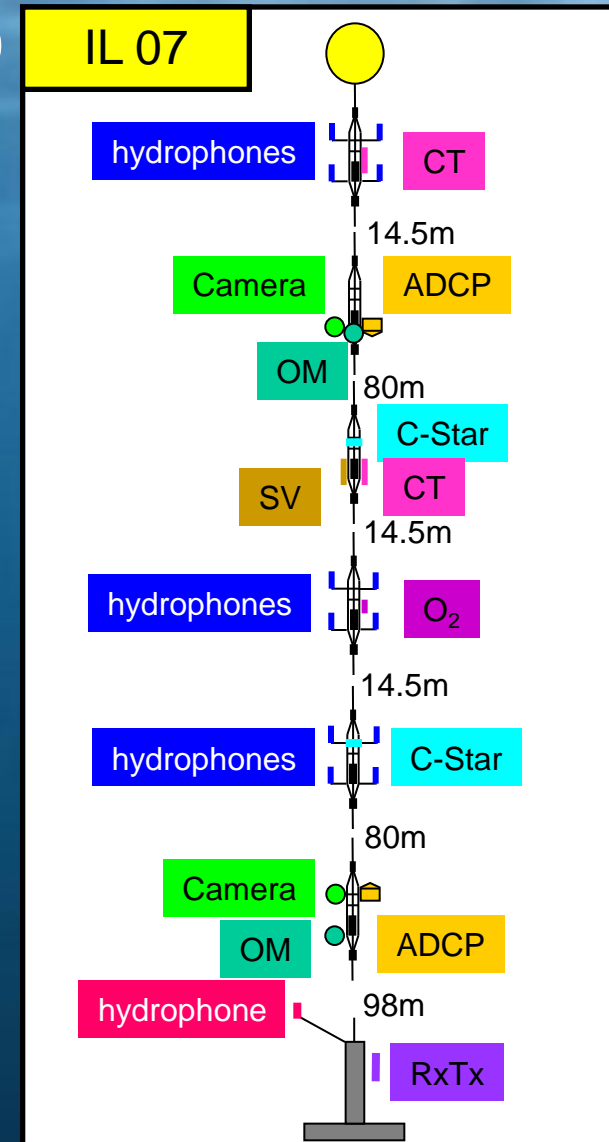 IL 07
hydrophones
CT
14.5m
Camera
ADCP
OM
80m
C-Star
SV
CT
14.5m
hydrophones
O₂
14.5m
hydrophones
C-Star
80m
Camera
OM
ADCP
hydrophone
98m
RxTx